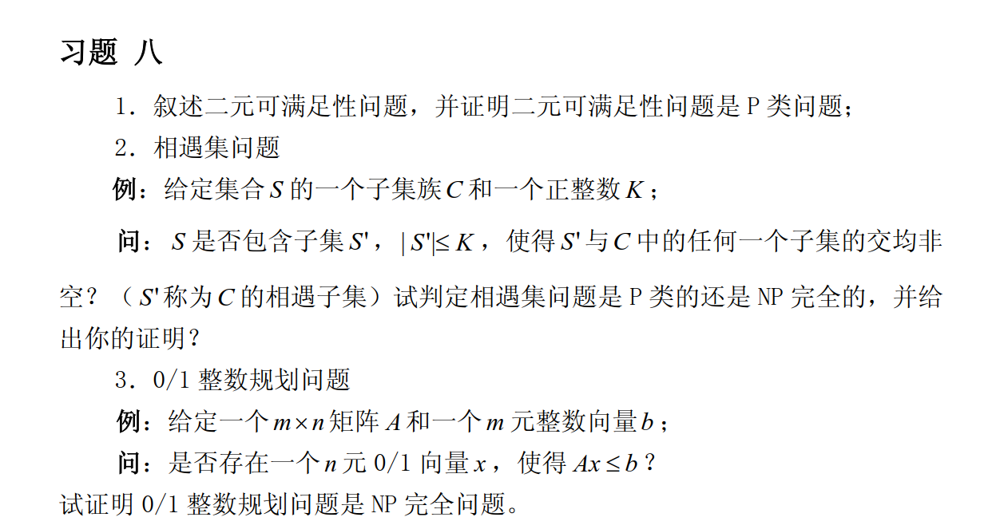 习题 八
1．叙述二元可满足性问题，并证明二元可满足性问题是 P 类问题；
2．相遇集问题
例：给定集合 S 的一个子集族 C 和一个正整数 K；
问：S 是否包含子集 S'，| S'|≤ K，使得 S' 与 C 中的任何一个子集的交均非
空？（S' 称为 C 的相遇子集）试判定相遇集问题是 P 类的还是 NP 完全的，并给
出你的证明？
3．0/1 整数规划问题
例：给定一个 m×n 矩阵 A 和一个 m 元整数向量 b；
问：是否存在一个 n 元 0/1 向量 x，使得 Ax ≤ b？
试证明 0/1 整数规划问题是 NP 完全问题。